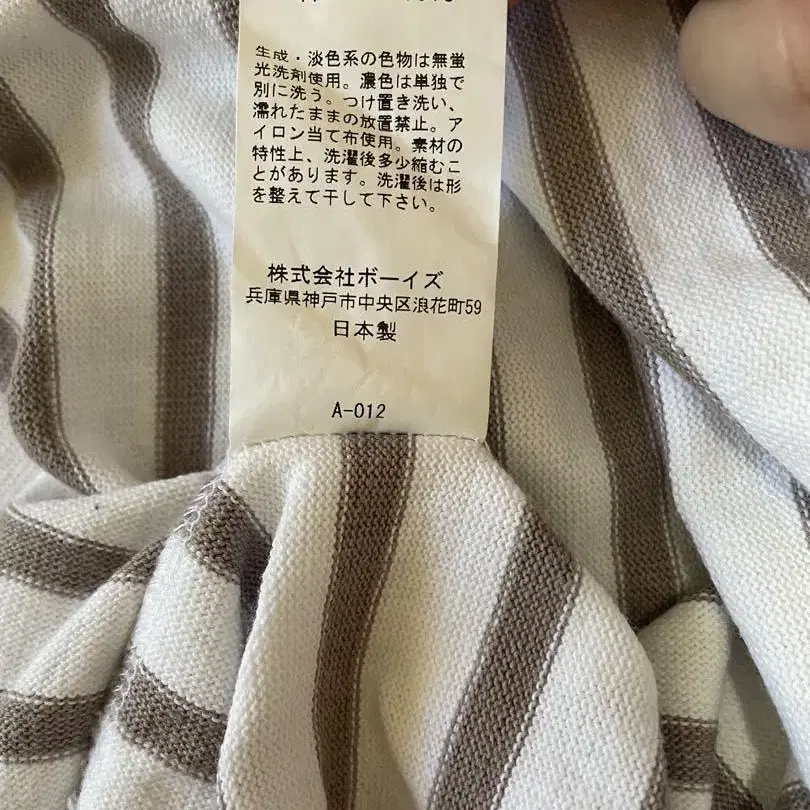 生成・淡色系の色物は無蛍
光洗剤使用。濃色は単独で
別に洗う。つけ置き洗い、
濡れたままの放置禁止。ア
イロン当て布使用。素材の
特性上、洗濯後多少縮むこ
とがあります。洗濯後は形
を整えて干して下さい。
株式会社ボーイズ
兵庫県神戸市中央区浪花町59
日本製
A-012